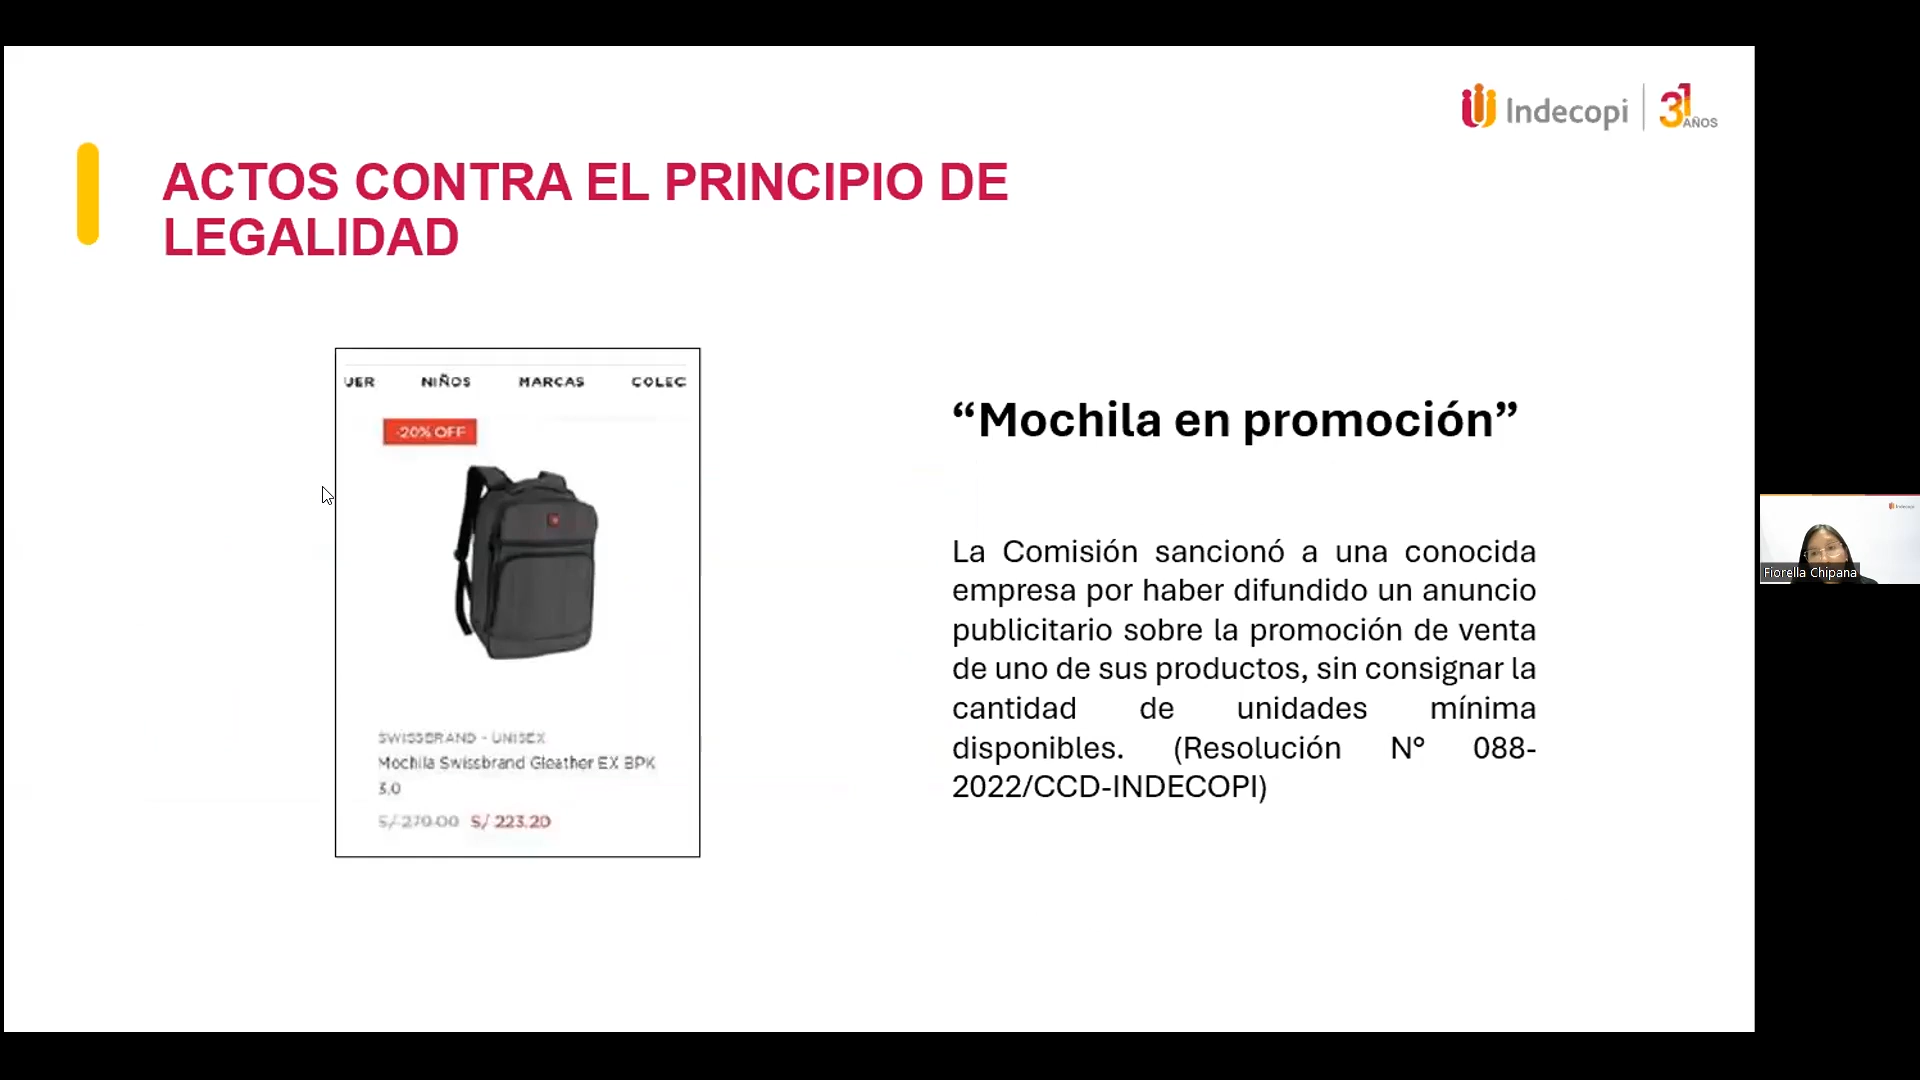 Indecopi
31
AÑOS
ACTOS CONTRA EL PRINCIPIO DE
LEGALIDAD
UER NIÑOS MARCAS COLEC
-20% OFF
SWISSBRAND - UNISEX
Mochila Swissbrand Gleather EX BPK
3.0
S/ 279.00 S/ 223.20
“Mochila en promoción”
La Comisión sancionó a una conocida
empresa por haber difundido un anuncio
publicitario sobre la promoción de venta
de uno de sus productos, sin consignar la
cantidad de unidades mínima
disponibles. (Resolución N° 088-
2022/CCD-INDECOPI)
Indecopi
Fiorella Chipana